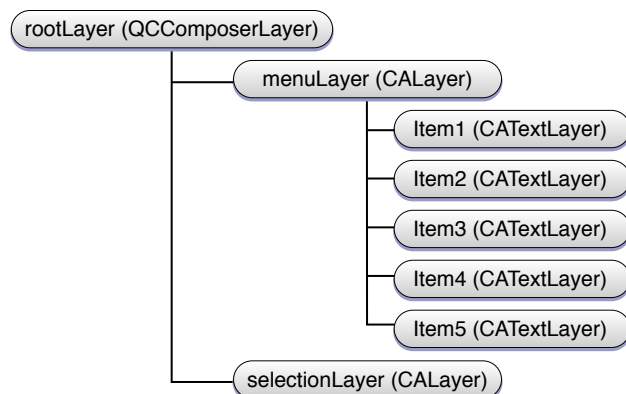 rootLayer (QCComposerLayer)
menuLayer (CALayer)
Item1 (CATextLayer)
Item2 (CATextLayer)
Item3 (CATextLayer)
Item4 (CATextLayer)
Item5 (CATextLayer)
selectionLayer (CALayer)